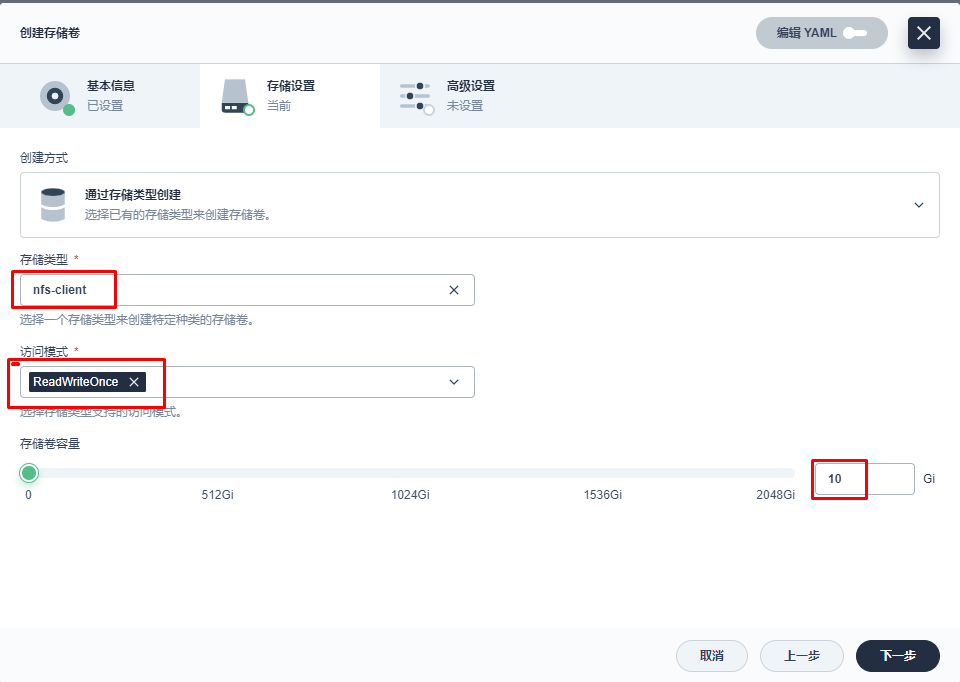 创建存储卷
编辑 YAML
基本信息
已设置
存储设置
当前
高级设置
未设置
创建方式
通过存储类型创建
选择已有的存储类型来创建存储卷。
存储类型 *
nfs-client
选择一个存储类型来创建特定种类的存储卷。
访问模式 *
ReadWriteOnce
选择存储类型支持的访问模式。
存储卷容量
0 512Gi 1024Gi 1536Gi 2048Gi
10 Gi
取消 上一步 下一步